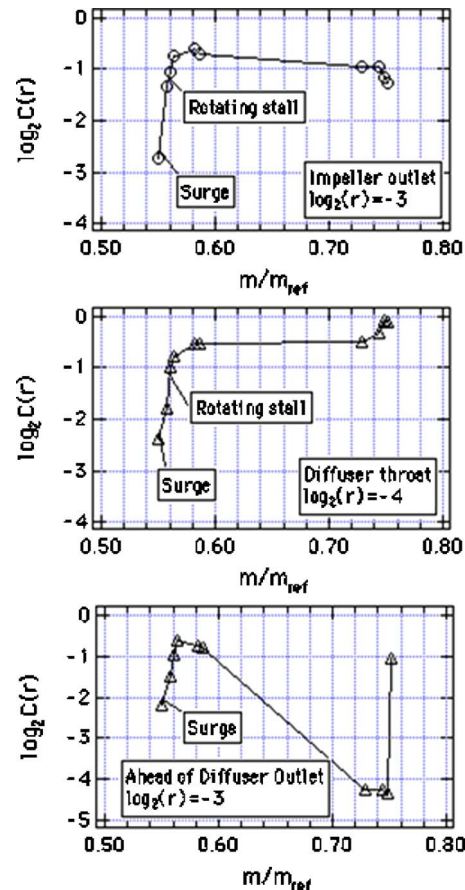 0
-1
-2
-3
-4
log₂C(r)
Rotating stall
Surge
Impeller outlet
log₂(r)=-3
0.50 0.60 0.70 0.80
m/m_ref
0
-1
-2
-3
-4
log₂C(r)
Rotating stall
Surge
Diffuser throat
log₂(r)=-4
0.50 0.60 0.70 0.80
m/m_ref
0
-1
-2
-3
-4
-5
log₂C(r)
Surge
Ahead of Diffuser Outlet
log₂(r)=-3
0.50 0.60 0.70 0.80
m/m_ref